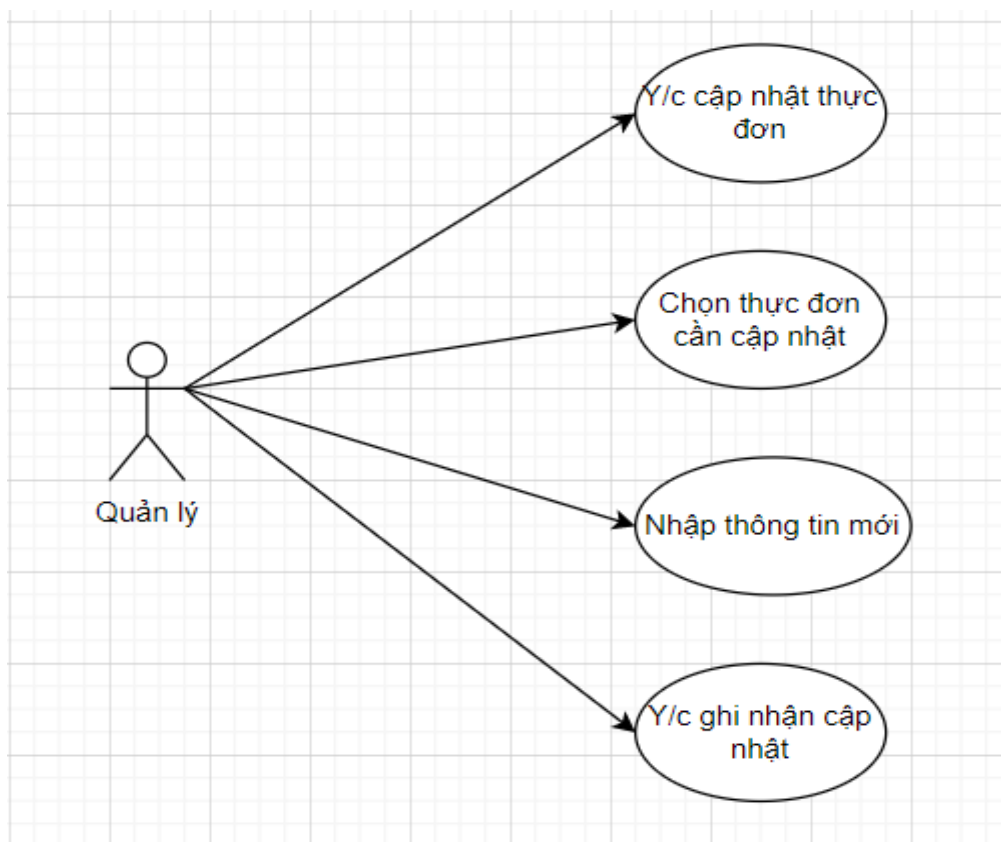 Y/c cập nhật thực
đơn
Chọn thực đơn
cần cập nhật
Quản lý
Nhập thông tin mới
Y/c ghi nhận cập
nhật